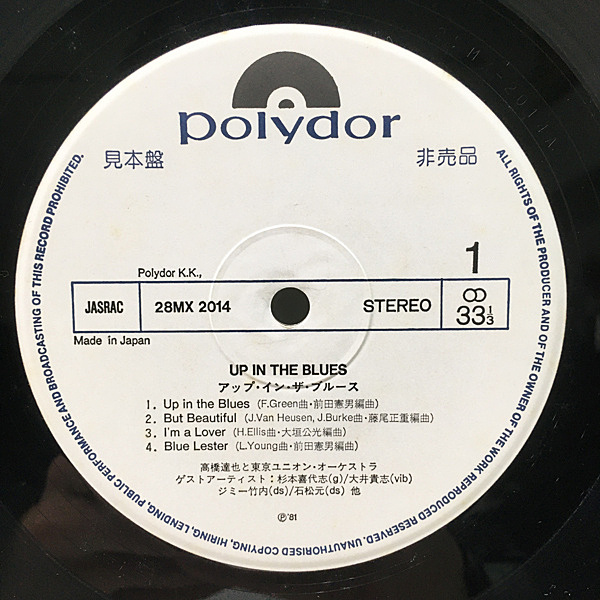 polydor
見本盤
非売品
1
Polydor K.K.,
JASRAC
28MX 2014
STEREO
33 1/3
Made in Japan
UP IN THE BLUES
アップ・イン・ザ・ブルース
1. Up in the Blues (F.Green曲・前田憲男編曲)
2. But Beautiful (J.Van Heusen, J.Burke曲・藤尾正重編曲)
3. I'm a Lover (H.Ellis曲・大垣公光編曲)
4. Blue Lester (L.Young曲・前田憲男編曲)
高橋達也と東京ユニオン・オーケストラ
ゲストアーティスト:杉本喜代志(g)/大井貴志(vib)
ジミー竹内(ds)/石松元(ds) 他
℗'81
ALL RIGHTS OF THE PRODUCER AND OF THE OWNER OF THE WORK REPRODUCED RESERVED. UNAUTHORISED COPYING, HIRING, LENDING, PUBLIC PERFORMANCE AND BROADCASTING OF THIS RECORD PROHIBITED.